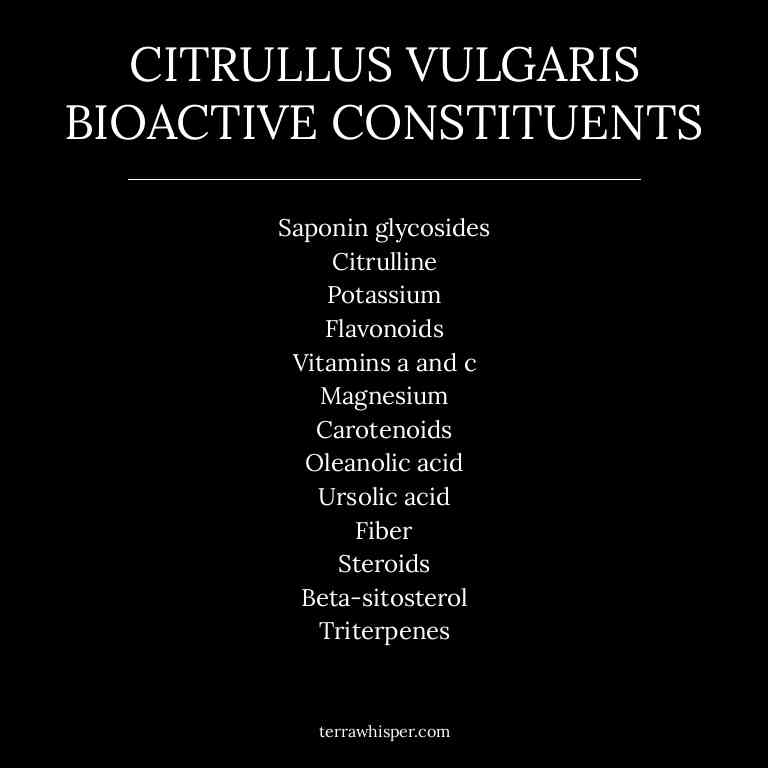 CITRULLUS VULGARIS
BIOACTIVE CONSTITUENTS
Saponin glycosides
Citrulline
Potassium
Flavonoids
Vitamins a and c
Magnesium
Carotenoids
Oleanolic acid
Ursolic acid
Fiber
Steroids
Beta-sitosterol
Triterpenes
terrawhisper.com